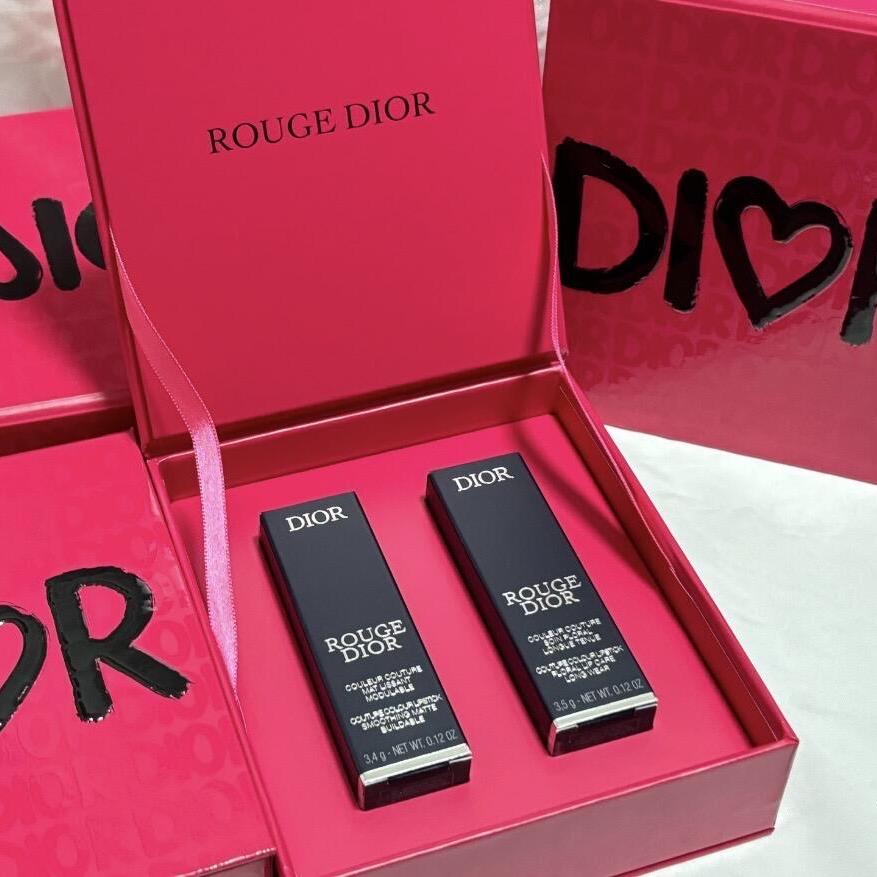 ROUGE DIOR
DI♡
DIOR
ROUGE
DIOR
COULEUR COUTURE
MAT LISSANT
MODULABLE
COUTURE COLOUR LIPSTICK
SMOOTHING MATTE
BUILDABLE
3,4 g - NET WT. 0.12 OZ
DIOR
ROUGE
DIOR
COULEUR COUTURE
SOIN FLORAL
LONGUE TENUE
COUTURE COLOUR LIPSTICK
FLORAL LIP CARE
LONG WEAR
3,5 g - NET WT. 0.12 OZ